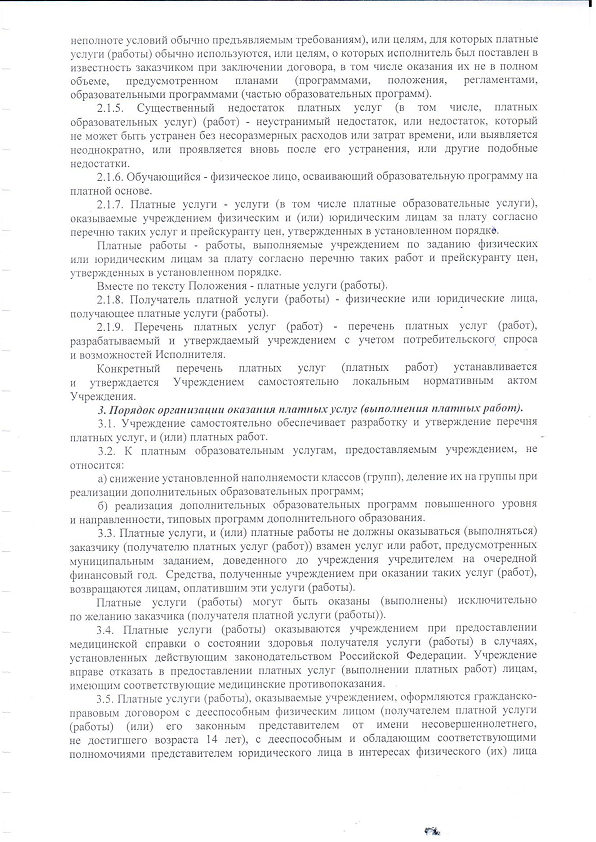 неполноте условий обычно предъявляемым требованиям), или целям, для которых платные
услуги (работы) обычно используются, или целям, о которых исполнитель был поставлен в
известность заказчиком при заключении договора, в том числе оказания их не в полном
объеме, предусмотренном планами (программами, положения, регламентами,
образовательными программами (частью образовательных программ).
2.1.5. Существенный недостаток платных услуг (в том числе, платных
образовательных услуг) (работ) - неустранимый недостаток, или недостаток, который
не может быть устранен без несоразмерных расходов или затрат времени, или выявляется
неоднократно, или проявляется вновь после его устранения, или другие подобные
недостатки.
2.1.6. Обучающийся - физическое лицо, осваивающий образовательную программу на
платной основе.
2.1.7. Платные услуги - услуги (в том числе платные образовательные услуги),
оказываемые учреждением физическим и (или) юридическим лицам за плату согласно
перечню таких услуг и прейскуранту цен, утвержденных в установленном порядке.
Платные работы - работы, выполняемые учреждением по заданию физических
или юридическим лицам за плату согласно перечню таких работ и прейскуранту цен,
утвержденных в установленном порядке.
Вместе по тексту Положения - платные услуги (работы).
2.1.8. Получатель платной услуги (работы) - физические или юридические лица,
получающее платные услуги (работы).
2.1.9. Перечень платных услуг (работ) - перечень платных услуг (работ),
разрабатываемый и утверждаемый учреждением с учетом потребительского спроса
и возможностей Исполнителя.
Конкретный перечень платных услуг (платных работ) устанавливается
и утверждается Учреждением самостоятельно локальным нормативным актом
Учреждения.
3. Порядок организации оказания платных услуг (выполнения платных работ).
3.1. Учреждение самостоятельно обеспечивает разработку и утверждение перечня
платных услуг, и (или) платных работ.
3.2. К платным образовательным услугам, предоставляемым учреждением, не
относится:
а) снижение установленной наполняемости классов (групп), деление их на группы при
реализации дополнительных образовательных программ;
б) реализация дополнительных образовательных программ повышенного уровня
и направленности, типовых программ дополнительного образования.
3.3. Платные услуги, и (или) платные работы не должны оказываться (выполняться)
заказчику (получателю платных услуг (работ)) взамен услуг или работ, предусмотренных
муниципальным заданием, доведенного до учреждения учредителем на очередной
финансовый год. Средства, полученные учреждением при оказании таких услуг (работ),
возвращаются лицам, оплатившим эти услуги (работы).
Платные услуги (работы) могут быть оказаны (выполнены) исключительно
по желанию заказчика (получателя платной услуги (работы)).
3.4. Платные услуги (работы) оказываются учреждением при предоставлении
медицинской справки о состоянии здоровья получателя услуги (работы) в случаях,
установленных действующим законодательством Российской Федерации. Учреждение
вправе отказать в предоставлении платных услуг (выполнении платных работ) лицам,
имеющим соответствующие медицинские противопоказания.
3.5. Платные услуги (работы), оказываемые учреждением, оформляются гражданско-
правовым договором с дееспособным физическим лицом (получателем платной услуги
(работы) (или) его законным представителем от имени несовершеннолетнего,
не достигшего возраста 14 лет), с дееспособным и обладающим соответствующими
полномочиями представителем юридического лица в интересах физического (их) лица